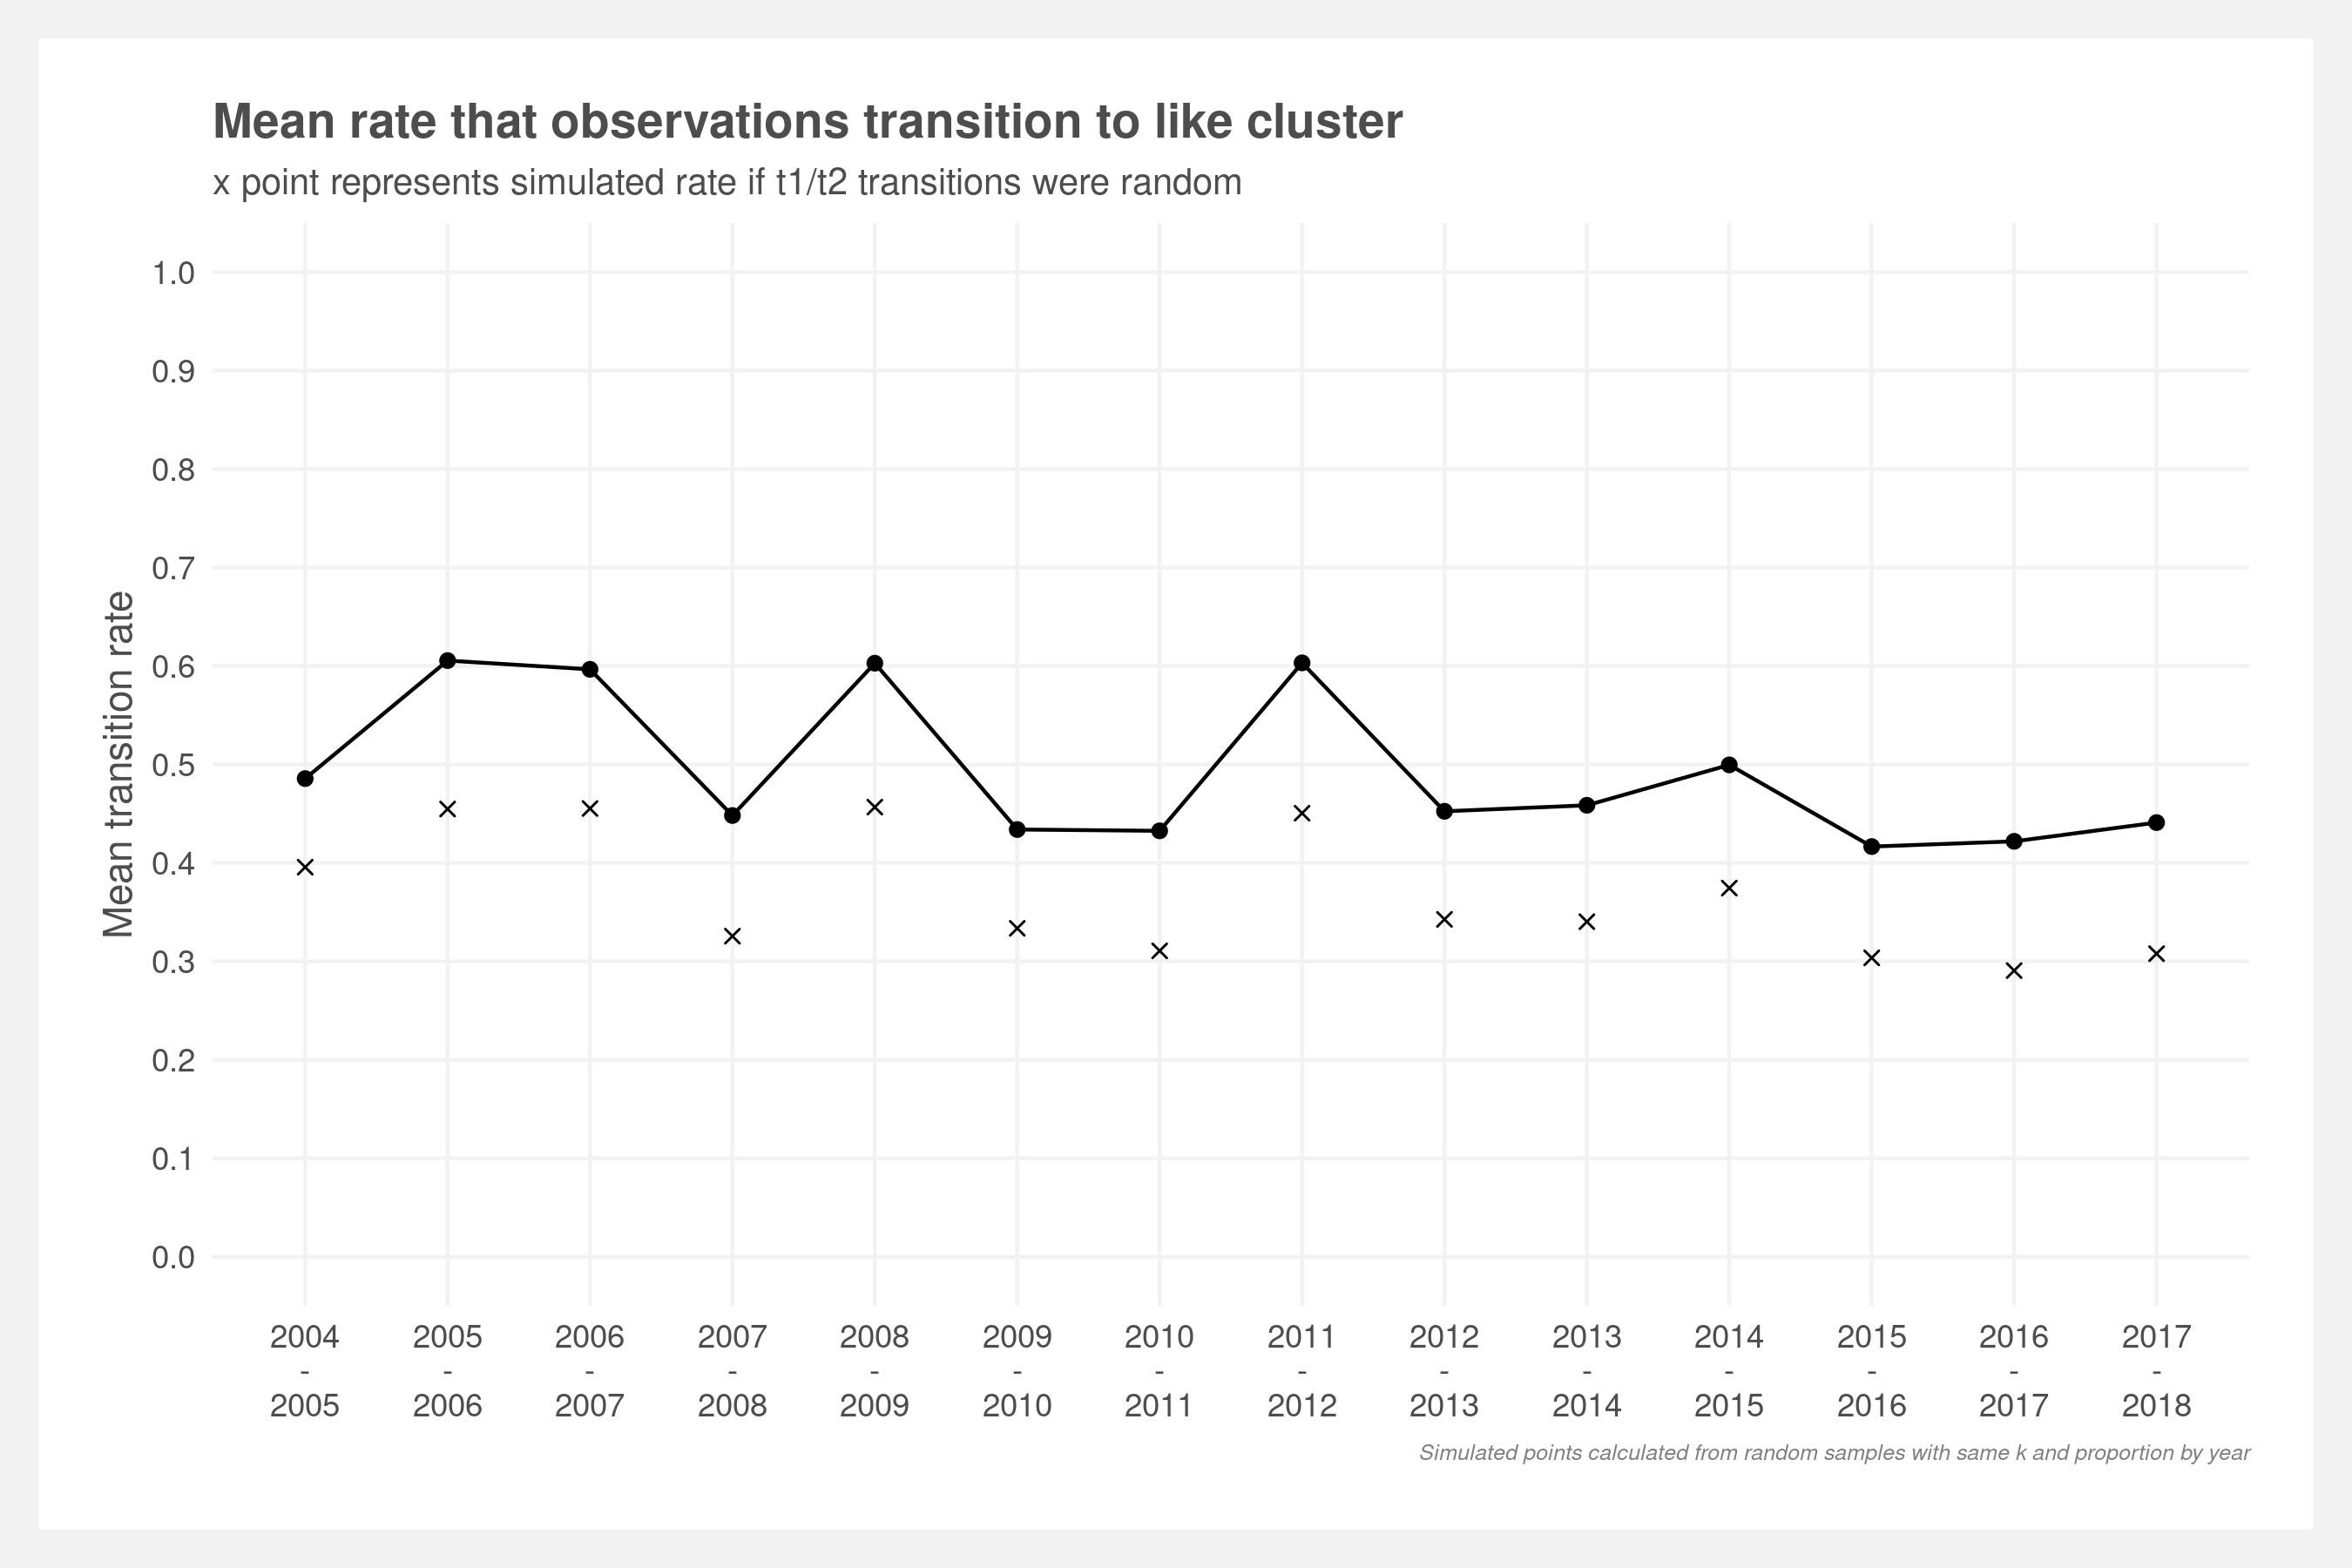 Mean rate that observations transition to like cluster
x point represents simulated rate if t1/t2 transitions were random
Mean transition rate
1.0
0.9
0.8
0.7
0.6
0.5
0.4
0.3
0.2
0.1
0.0
2004 2005 2006 2007 2008 2009 2010 2011 2012 2013 2014 2015 2016 2017
- - - - - - - - - - - - - -
2005 2006 2007 2008 2009 2010 2011 2012 2013 2014 2015 2016 2017 2018
Simulated points calculated from random samples with same k and proportion by year